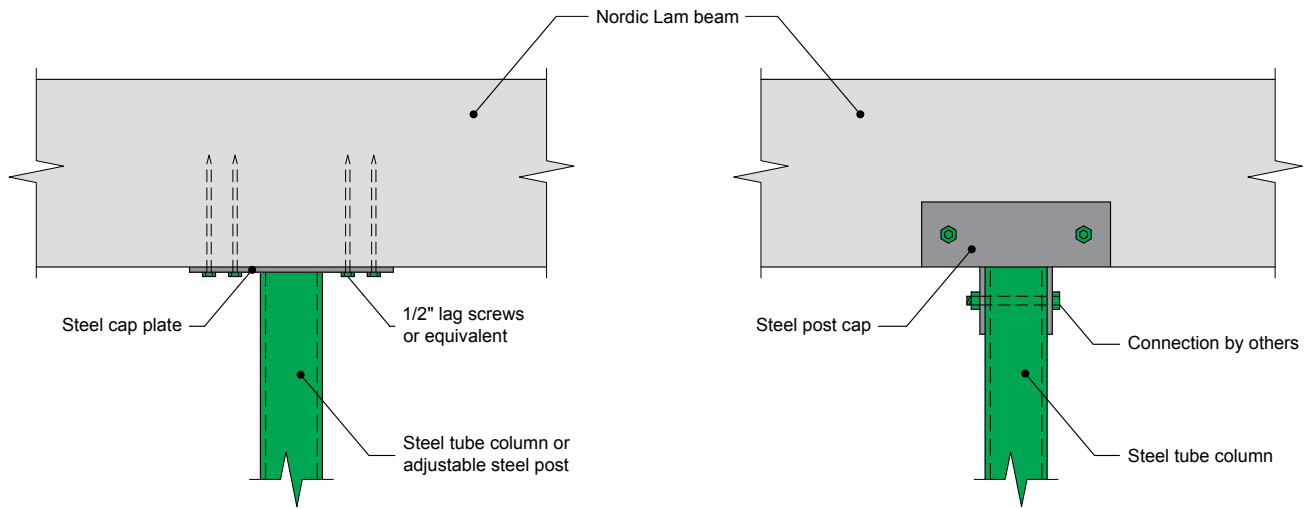 Nordic Lam beam
Steel cap plate
1/2" lag screws
or equivalent
Steel tube column or
adjustable steel post
Steel post cap
Connection by others
Steel tube column